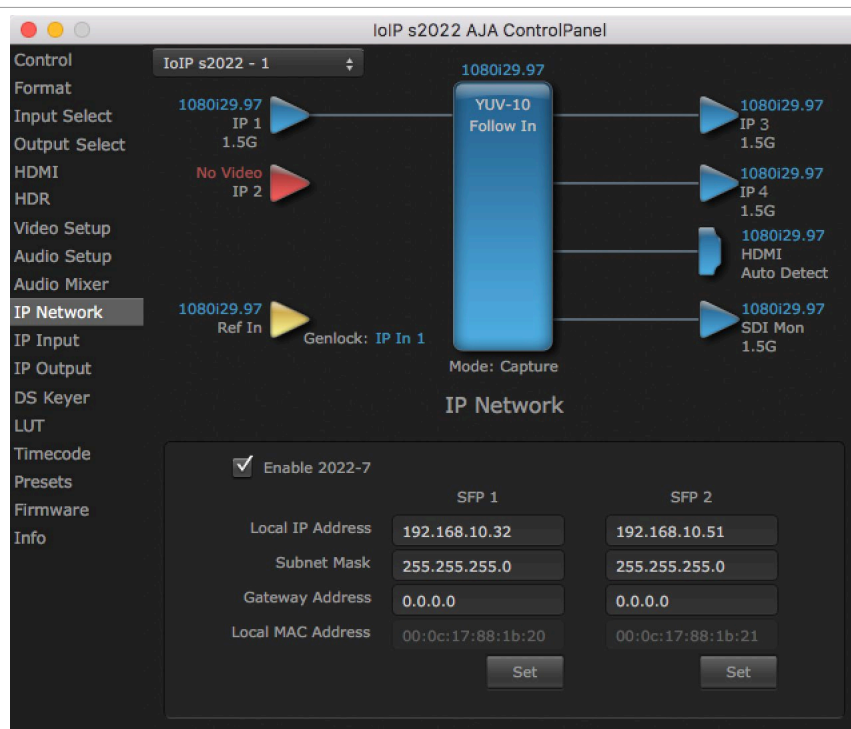 IoIP s2022 AJA ControlPanel
Control
Format
Input Select
Output Select
HDMI
HDR
Video Setup
Audio Setup
Audio Mixer
IP Network
IP Input
IP Output
DS Keyer
LUT
Timecode
Presets
Firmware
Info
IoIP s2022 - 1
1080i29.97
YUV-10
Follow In
1080i29.97
IP 1
1.5G
No Video
IP 2
1080i29.97
Ref In
Genlock: IP In 1
1080i29.97
IP 3
1.5G
1080i29.97
IP 4
1.5G
1080i29.97
HDMI
Auto Detect
1080i29.97
SDI Mon
1.5G
Mode: Capture
IP Network
Enable 2022-7
SFP 1 SFP 2
Local IP Address 192.168.10.32 192.168.10.51
Subnet Mask 255.255.255.0 255.255.255.0
Gateway Address 0.0.0.0 0.0.0.0
Local MAC Address 00:0c:17:88:1b:20 00:0c:17:88:1b:21
Set Set